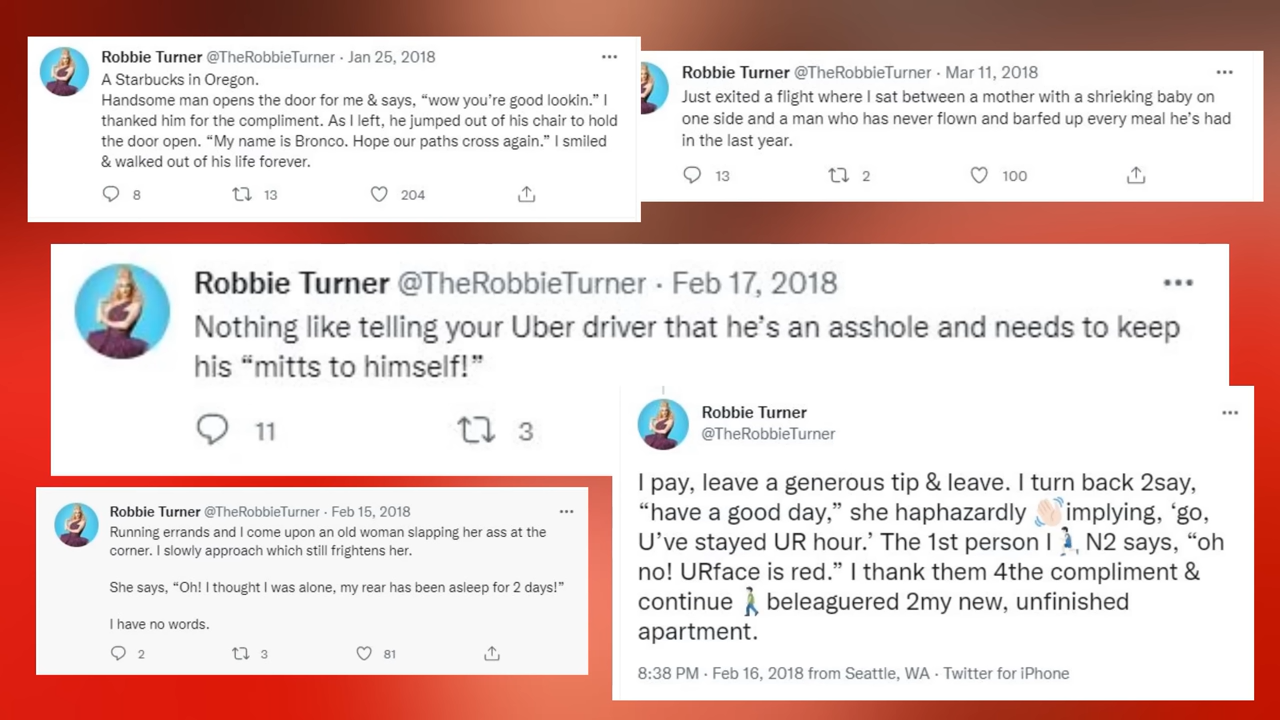 Robbie Turner @TheRobbieTurner · Jan 25, 2018
A Starbucks in Oregon.
Handsome man opens the door for me & says, “wow you’re good lookin.” I
thanked him for the compliment. As I left, he jumped out of his chair to hold
the door open. “My name is Bronco. Hope our paths cross again.” I smiled
& walked out of his life forever.
8 13 204
Robbie Turner @TheRobbieTurner · Mar 11, 2018
Just exited a flight where I sat between a mother with a shrieking baby on
one side and a man who has never flown and barfed up every meal he’s had
in the last year.
13 2 100
Robbie Turner @TheRobbieTurner · Feb 17, 2018
Nothing like telling your Uber driver that he’s an asshole and needs to keep
his “mitts to himself!”
11 3
Robbie Turner @TheRobbieTurner · Feb 15, 2018
Running errands and I come upon an old woman slapping her ass at the
corner. I slowly approach which still frightens her.
She says, “Oh! I thought I was alone, my rear has been asleep for 2 days!”
I have no words.
2 3 81
Robbie Turner
@TheRobbieTurner
I pay, leave a generous tip & leave. I turn back 2say,
“have a good day,” she haphazardly 👋🏻implying, ‘go,
U’ve stayed UR hour.’ The 1st person I 🚶🏻‍♀️ N2 says, “oh
no! URface is red.” I thank them 4the compliment &
continue 🚶🏻‍♂️ beleaguered 2my new, unfinished
apartment.
8:38 PM · Feb 16, 2018 from Seattle, WA · Twitter for iPhone